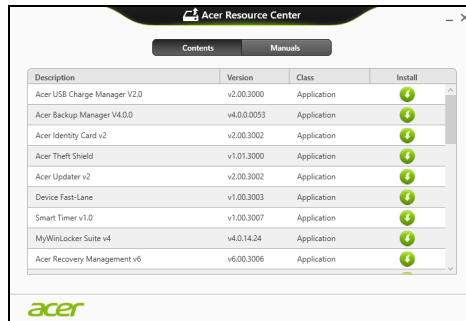 Acer Resource Center
Contents Manuals
Description Version Class Install
Acer USB Charge Manager V2.0 v2.00.3000 Application
Acer Backup Manager V4.0.0 v4.0.0.0053 Application
Acer Identity Card v2 v2.00.3002 Application
Acer Theft Shield v1.01.3000 Application
Acer Updater v2 v2.00.3002 Application
Device Fast-Lane v1.00.3003 Application
Smart Timer v1.0 v1.00.3007 Application
MyWinLocker Suite v4 v4.0.14.24 Application
Acer Recovery Management v6 v6.00.3006 Application
acer